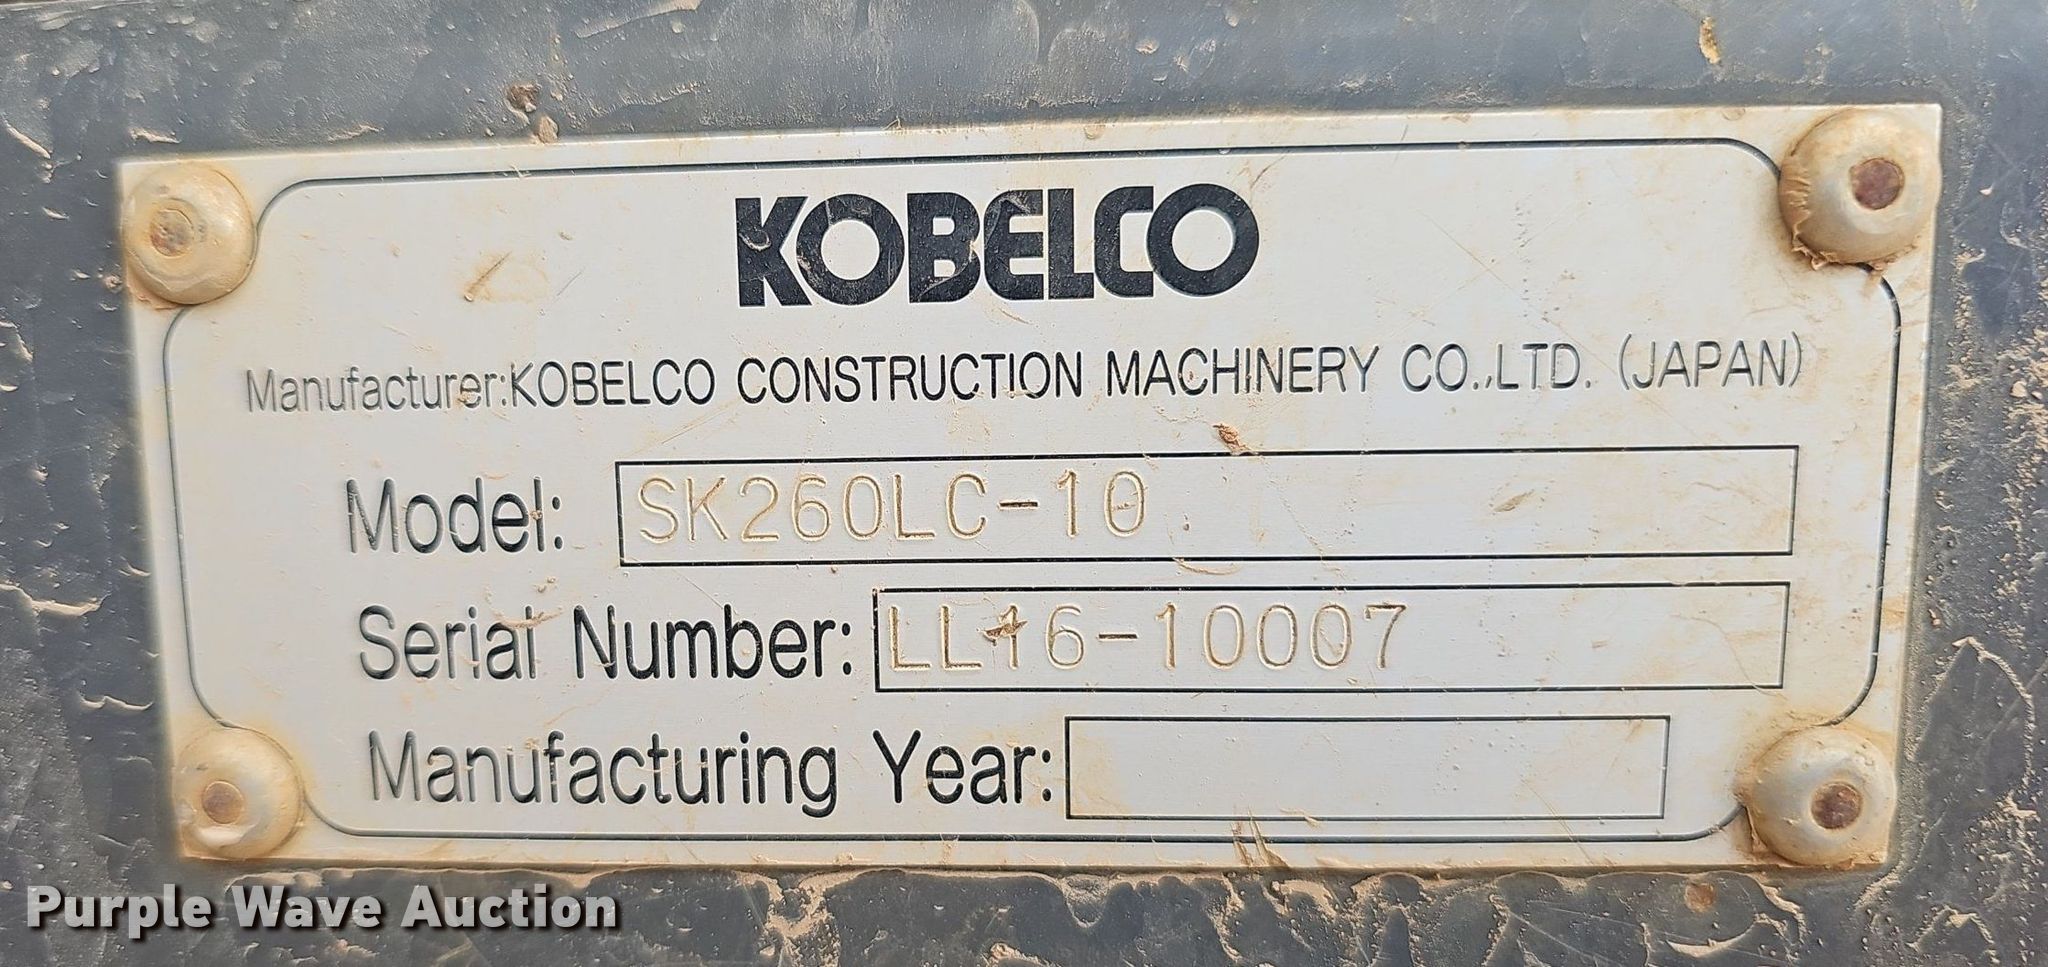 KOBELCO
Manufacturer:KOBELCO CONSTRUCTION MACHINERY CO.,LTD. (JAPAN)
Model: SK260LC-10
Serial Number: LL16-10007
Manufacturing Year:
Purple Wave Auction